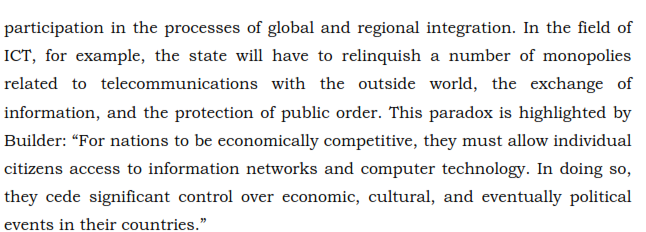 participation in the processes of global and regional integration. In the field of
ICT, for example, the state will have to relinquish a number of monopolies
related to telecommunications with the outside world, the exchange of
information, and the protection of public order. This paradox is highlighted by
Builder: “For nations to be economically competitive, they must allow individual
citizens access to information networks and computer technology. In doing so,
they cede significant control over economic, cultural, and eventually political
events in their countries.”